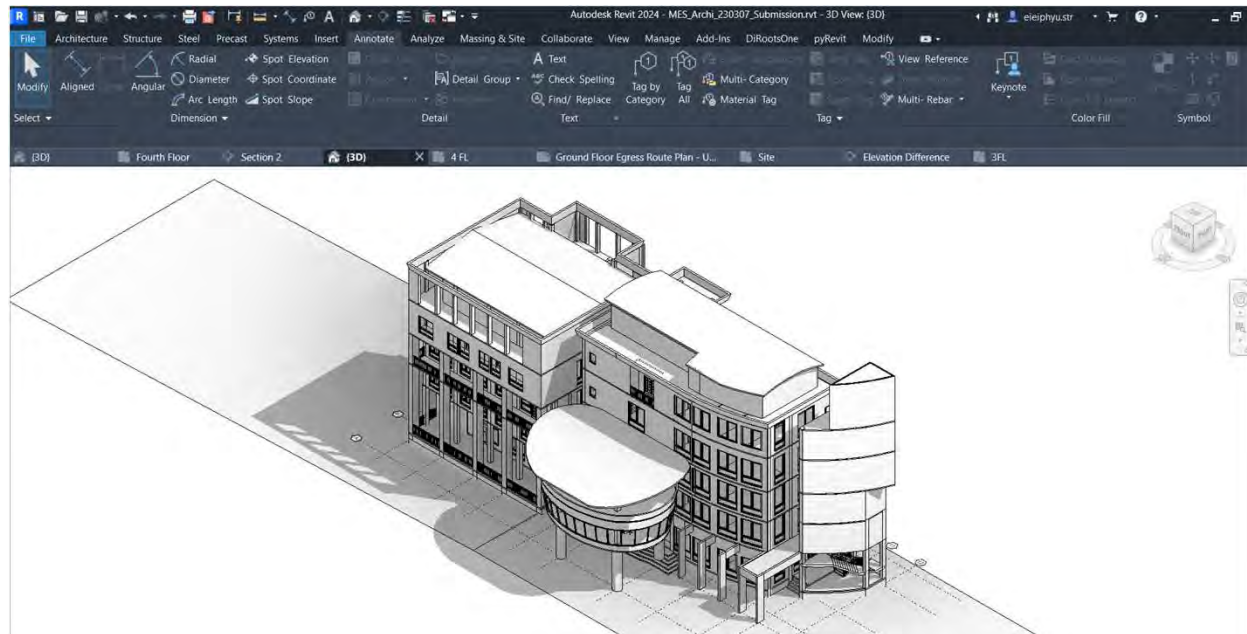 Autodesk Revit 2024 - MES_Archi_230307_Submission.rvt - 3D View: {3D}
eieiphyu.str
File Architecture Structure Steel Precast Systems Insert Annotate Analyze Massing & Site Collaborate View Manage Add-Ins DiRootsOne pyRevit Modify
Radial Spot Elevation A Text View Reference
Diameter Spot Coordinate Detail Group Check Spelling Multi-Category
Modify Aligned Angular Tag by Tag Keynote
Arc Length Spot Slope Find/ Replace Category All Material Tag Multi- Rebar
Select Dimension Detail Text Tag Color Fill Symbol
{3D} Fourth Floor Section 2 {3D} 4 FL Ground Floor Egress Route Plan - U... Site Elevation Difference 3FL
FRONT